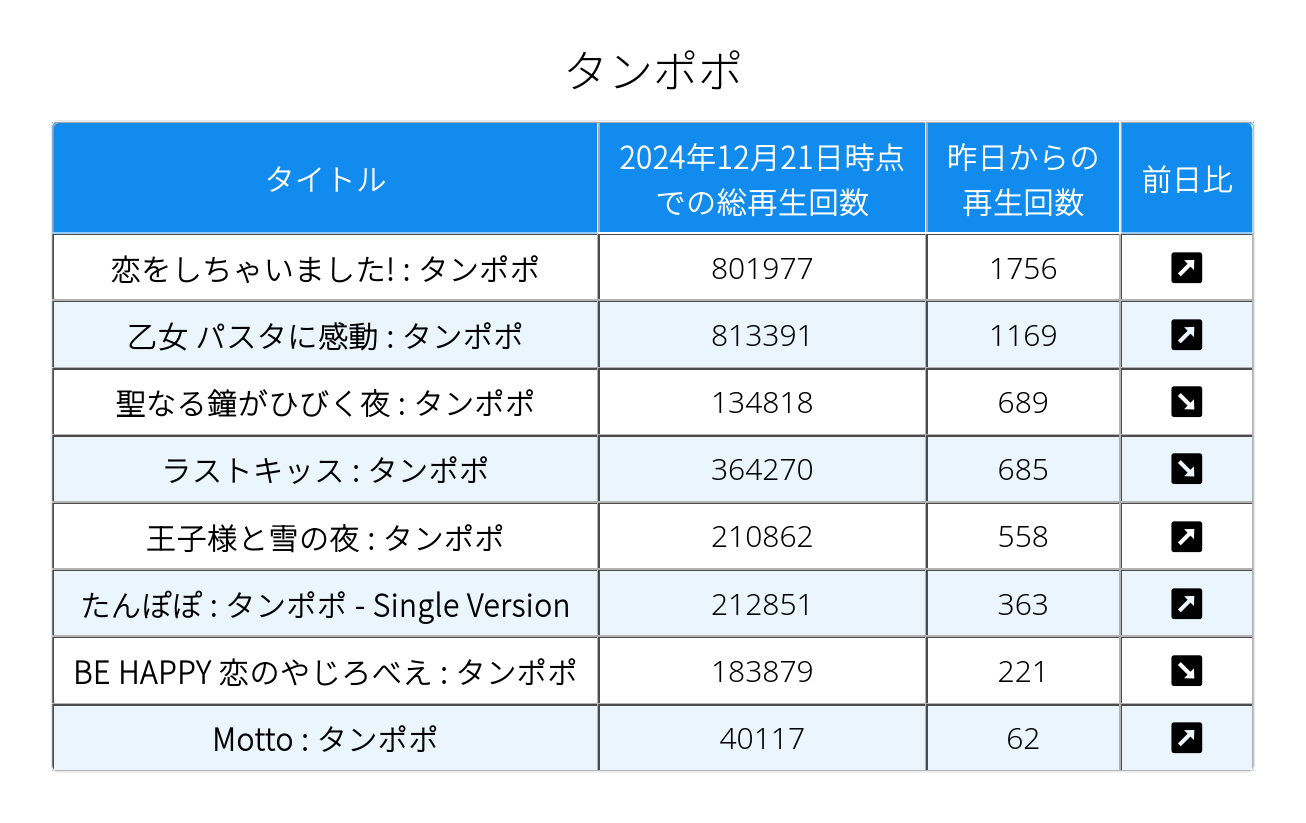 タンポポ
タイトル
2024年12月21日時点
での総再生回数
昨日からの
再生回数
前日比
恋をしちゃいました! : タンポポ 801977 1756 ↗
乙女 パスタに感動 : タンポポ 813391 1169 ↗
聖なる鐘がひびく夜 : タンポポ 134818 689 ↘
ラストキッス : タンポポ 364270 685 ↘
王子様と雪の夜 : タンポポ 210862 558 ↗
たんぽぽ : タンポポ - Single Version 212851 363 ↗
BE HAPPY 恋のやじろべえ : タンポポ 183879 221 ↘
Motto : タンポポ 40117 62 ↗